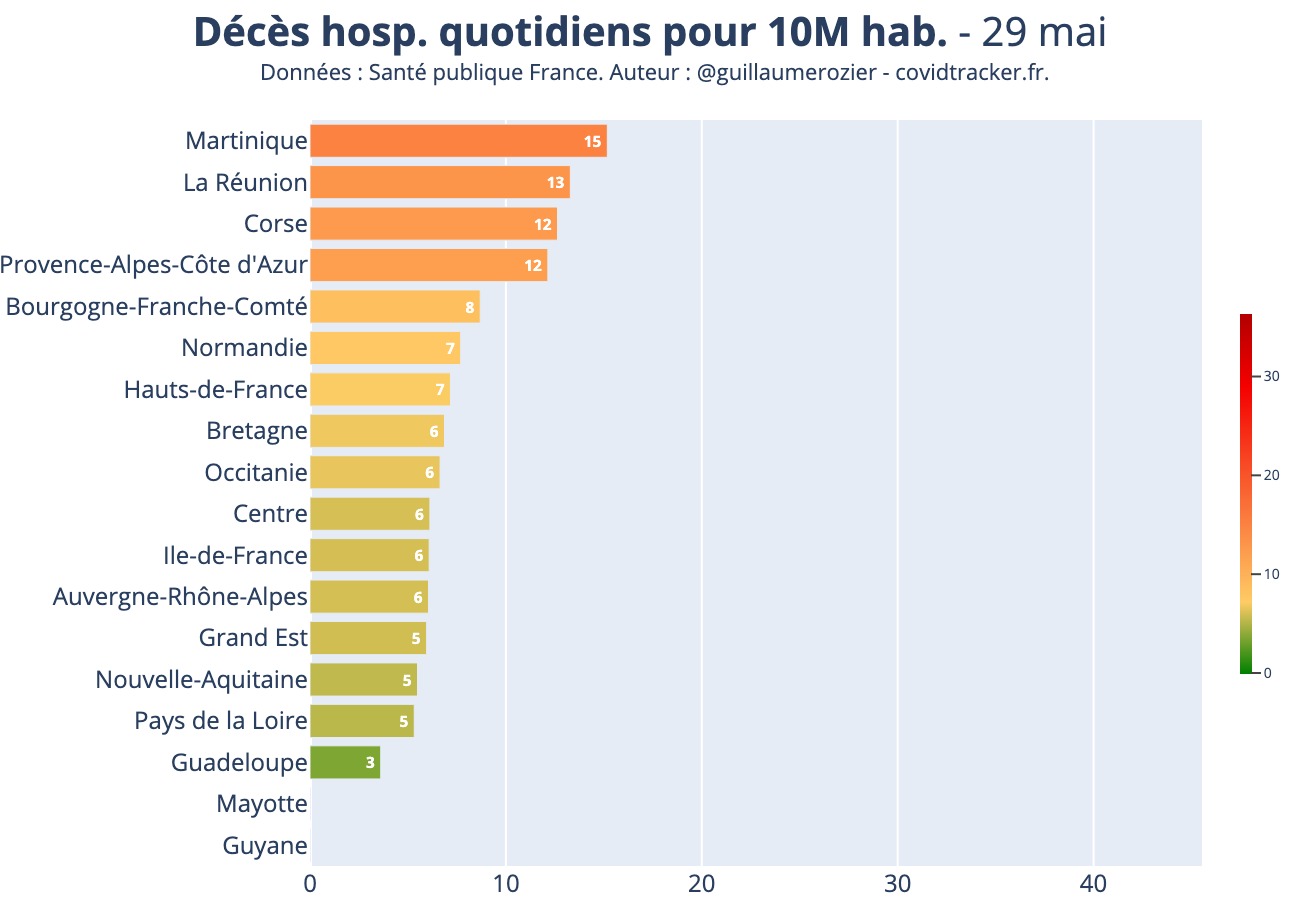 Décès hosp. quotidiens pour 10M hab. - 29 mai
Données : Santé publique France. Auteur : @guillaumerozier - covidtracker.fr.
Martinique 15
La Réunion 13
Corse 12
Provence-Alpes-Côte d'Azur 12
Bourgogne-Franche-Comté 8
Normandie 7
Hauts-de-France 7
Bretagne 6
Occitanie 6
Centre 6
Ile-de-France 6
Auvergne-Rhône-Alpes 6
Grand Est 5
Nouvelle-Aquitaine 5
Pays de la Loire 5
Guadeloupe 3
Mayotte
Guyane
0 10 20 30 40
30
20
10
0